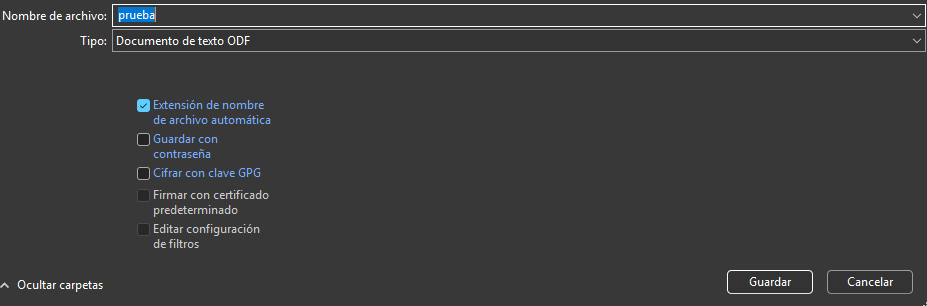 Nombre de archivo: prueba
Tipo: Documento de texto ODF
Extensión de nombre
de archivo automática
Guardar con
contraseña
Cifrar con clave GPG
Firmar con certificado
predeterminado
Editar configuración
de filtros
Ocultar carpetas Guardar Cancelar